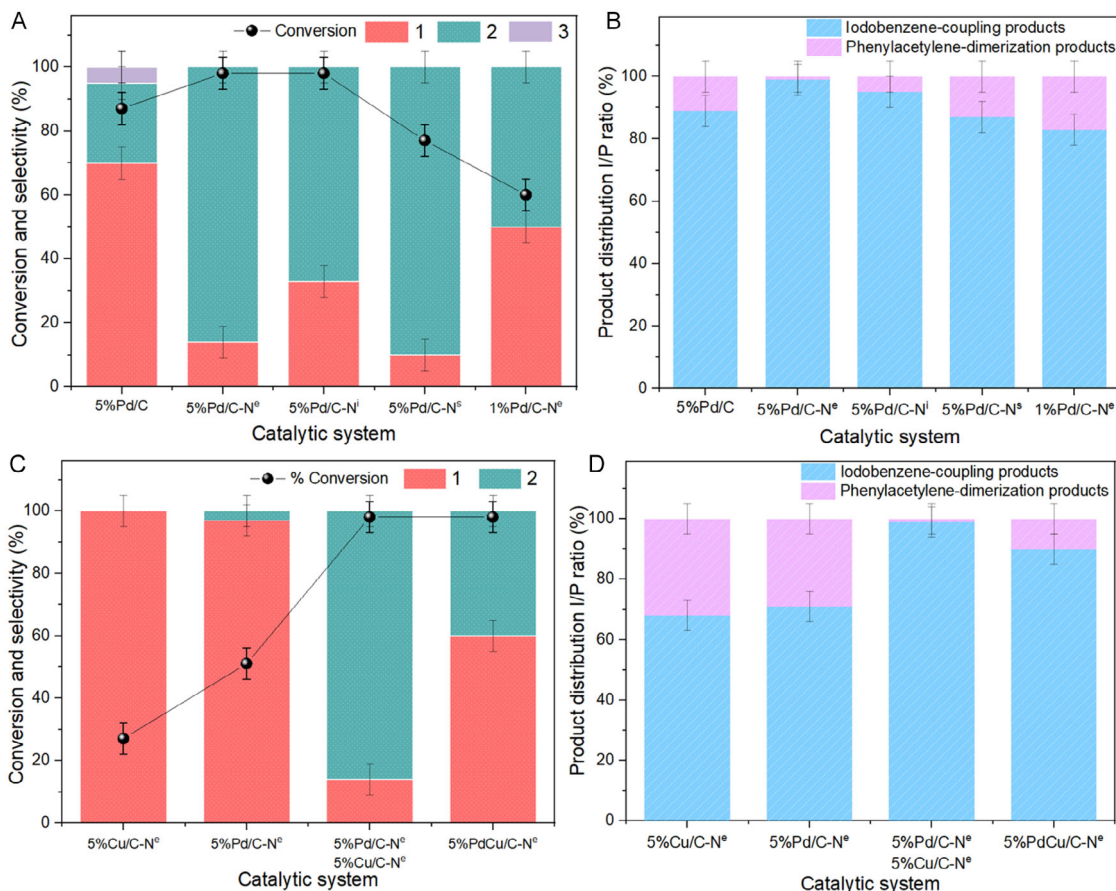 A
Conversion 1 2 3
Conversion and selectivity (%)
100
80
60
40
20
0
5%Pd/C 5%Pd/C-Nᵉ 5%Pd/C-Nⁱ 5%Pd/C-Nˢ 1%Pd/C-Nᵉ
Catalytic system
B
Iodobenzene-coupling products
Phenylacetylene-dimerization products
Product distribution I/P ratio (%)
100
80
60
40
20
0
5%Pd/C 5%Pd/C-Nᵉ 5%Pd/C-Nⁱ 5%Pd/C-Nˢ 1%Pd/C-Nᵉ
Catalytic system
C
% Conversion 1 2
Conversion and selectivity (%)
100
80
60
40
20
0
5%Cu/C-Nᵉ 5%Pd/C-Nᵉ 5%Pd/C-Nᵉ 5%PdCu/C-Nᵉ
5%Cu/C-Nᵉ
Catalytic system
D
Iodobenzene-coupling products
Phenylacetylene-dimerization products
Product distribution I/P ratio (%)
100
80
60
40
20
0
5%Cu/C-Nᵉ 5%Pd/C-Nᵉ 5%Pd/C-Nᵉ 5%PdCu/C-Nᵉ
5%Cu/C-Nᵉ
Catalytic system